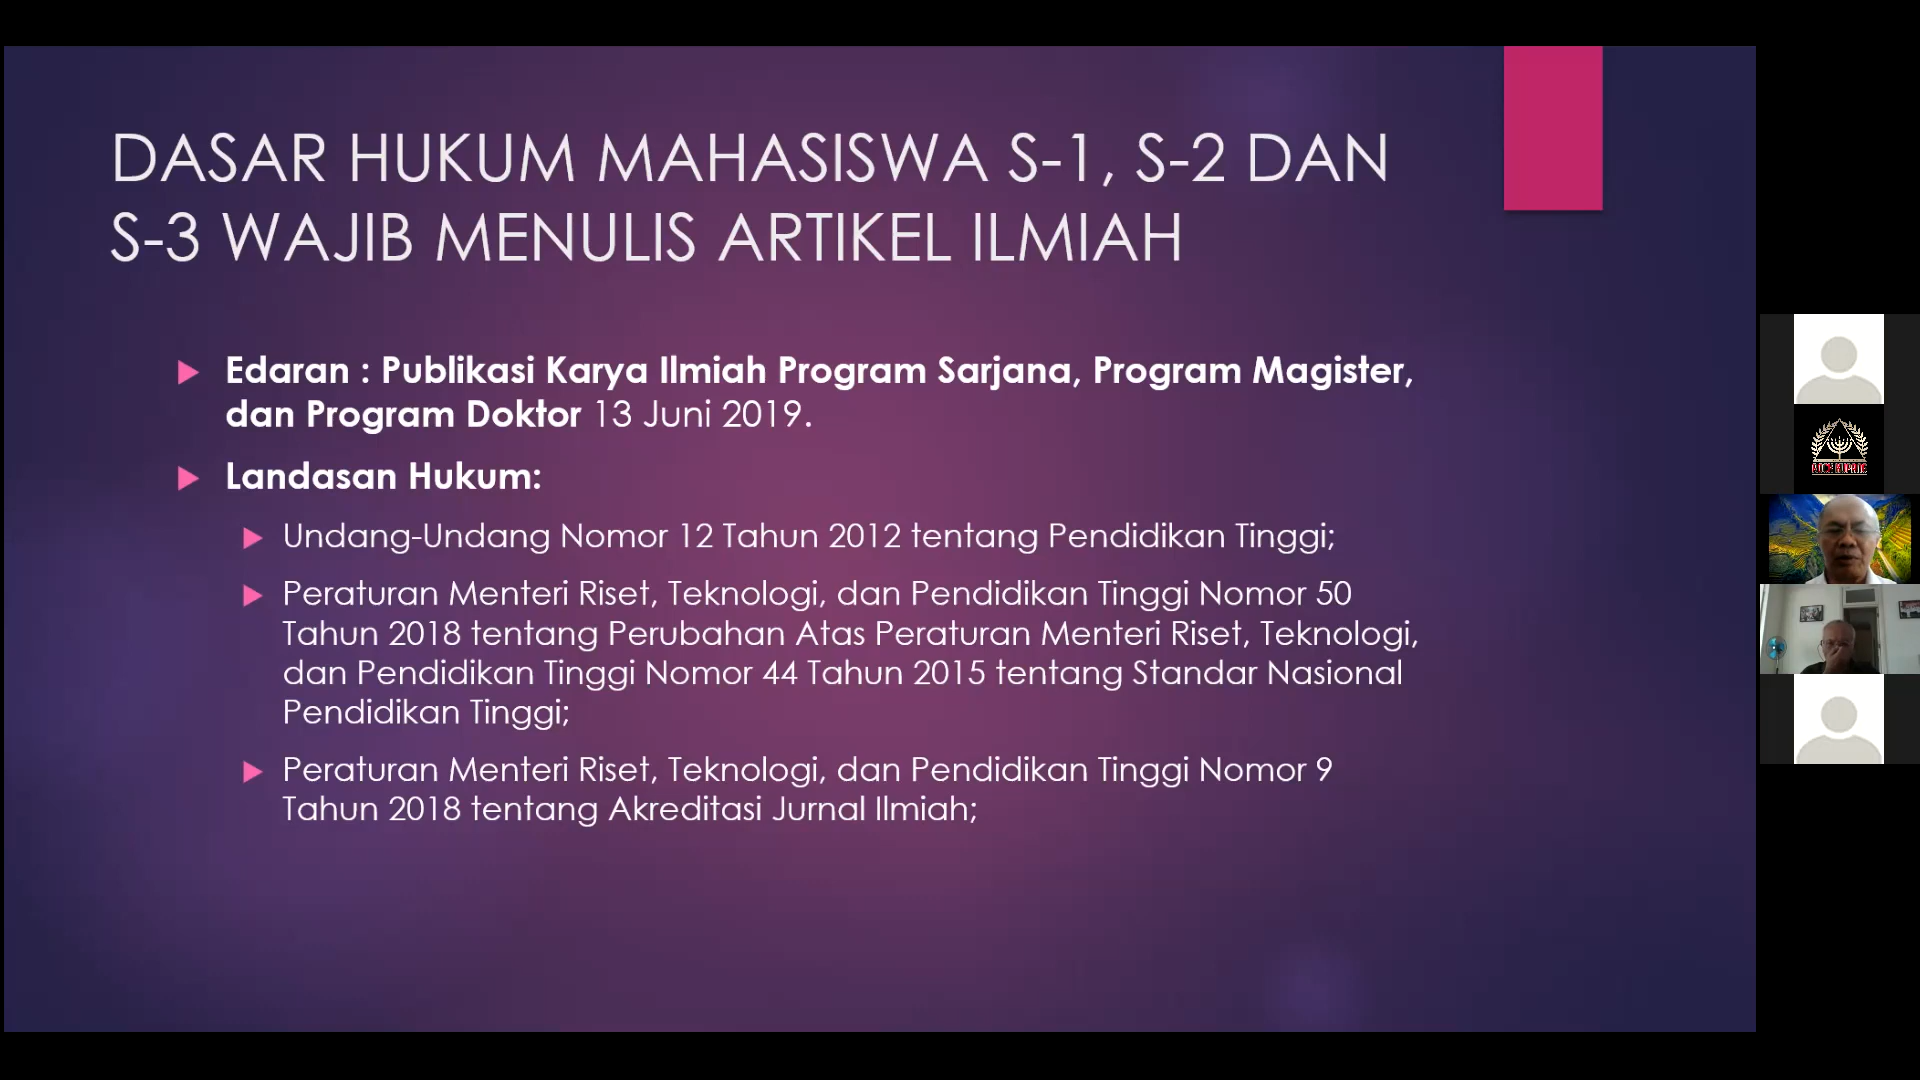 DASAR HUKUM MAHASISWA S-1, S-2 DAN
S-3 WAJIB MENULIS ARTIKEL ILMIAH
Edaran : Publikasi Karya Ilmiah Program Sarjana, Program Magister,
dan Program Doktor 13 Juni 2019.
Landasan Hukum:
Undang-Undang Nomor 12 Tahun 2012 tentang Pendidikan Tinggi;
Peraturan Menteri Riset, Teknologi, dan Pendidikan Tinggi Nomor 50
Tahun 2018 tentang Perubahan Atas Peraturan Menteri Riset, Teknologi,
dan Pendidikan Tinggi Nomor 44 Tahun 2015 tentang Standar Nasional
Pendidikan Tinggi;
Peraturan Menteri Riset, Teknologi, dan Pendidikan Tinggi Nomor 9
Tahun 2018 tentang Akreditasi Jurnal Ilmiah;